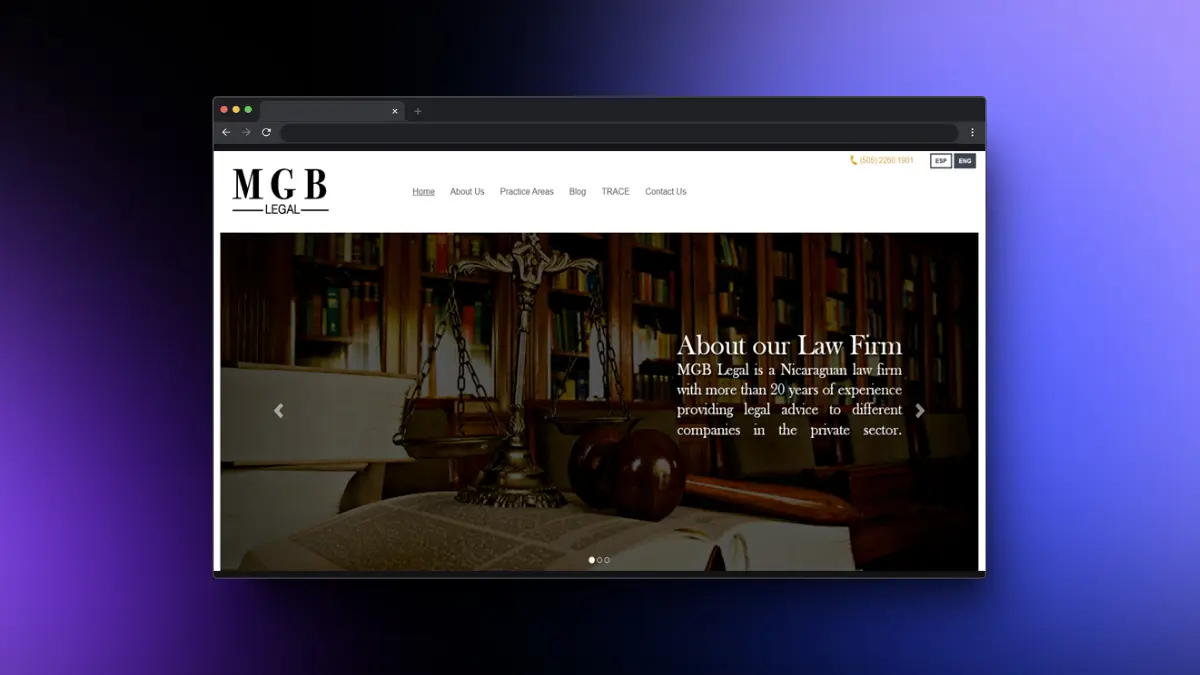 (505) 2260 1901
ESP
ENG
MGB
LEGAL
Home
About Us
Practice Areas
Blog
TRACE
Contact Us
About our Law Firm
MGB Legal is a Nicaraguan law firm
with more than 20 years of experience
providing legal advice to different
companies in the private sector.